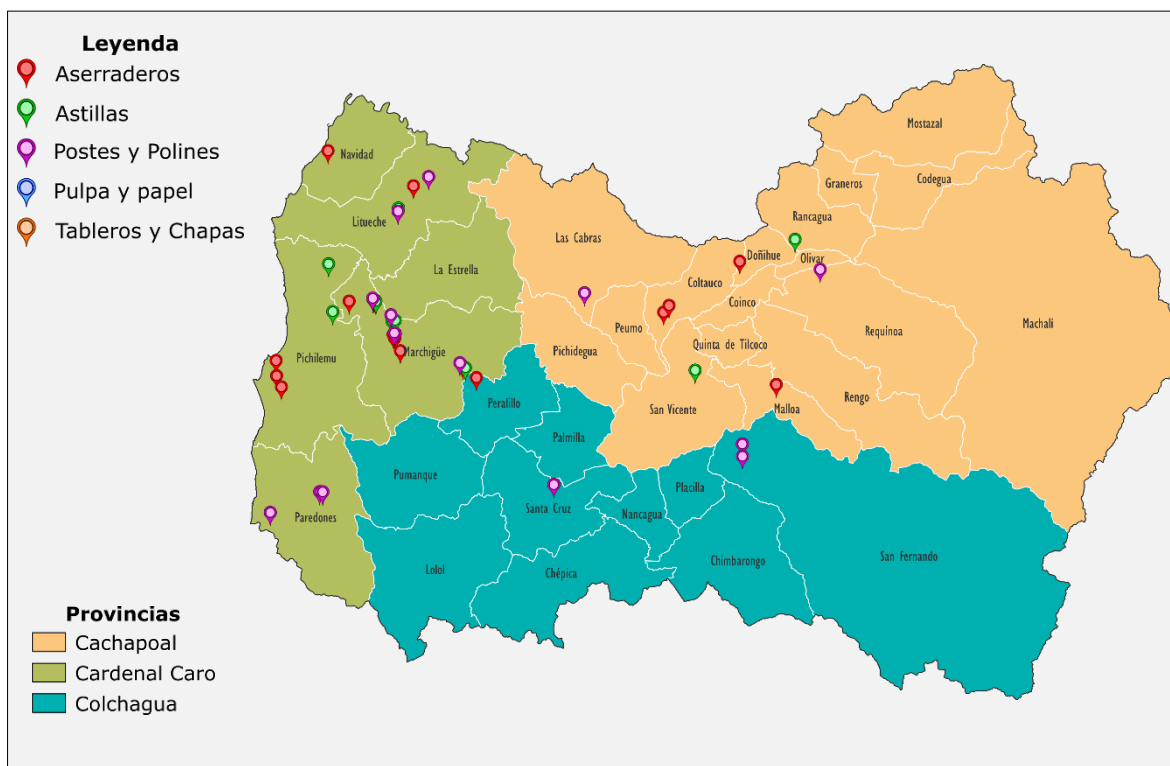 Leyenda
Aserraderos
Astillas
Postes y Polines
Pulpa y papel
Tableros y Chapas
Mostazal
Navidad
Codegua
Graneros
Rancagua
Litueche
Las Cabras
Doñihue
Olivar
La Estrella
Coltauco
Coinco
Machalí
Peumo
Requínoa
Quinta de Tilcoco
Pichilemu
Marchigüe
Pichidegua
Rengo
Peralillo
San Vicente
Malloa
Palmilla
Pumanque
Placilla
Santa Cruz
Nancagua
Paredones
San Fernando
Chimbarongo
Lolol
Chépica
Provincias
Cachapoal
Cardenal Caro
Colchagua